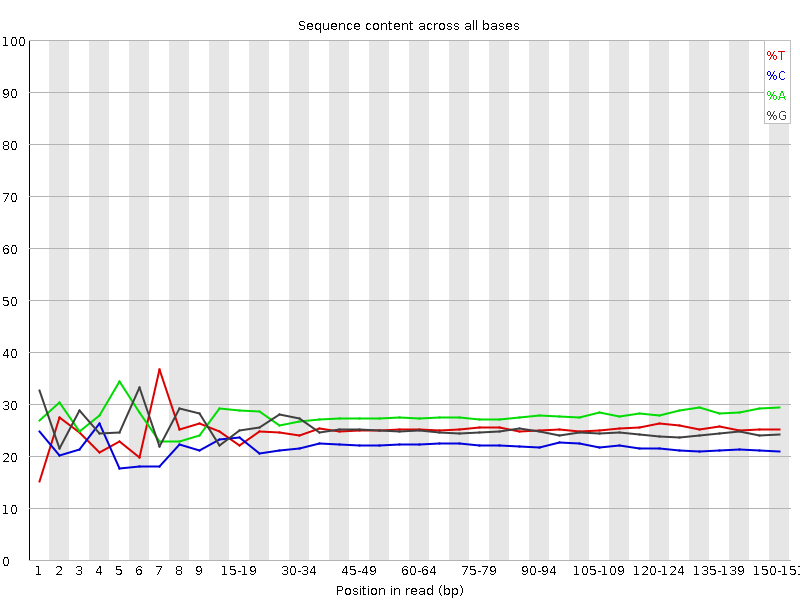 Sequence content across all bases
100
90
80
70
60
50
40
30
20
10
0
%T
%C
%A
%G
1 2 3 4 5 6 7 8 9 15-19 30-34 45-49 60-64 75-79 90-94 105-109 120-124 135-139 150-151
Position in read (bp)